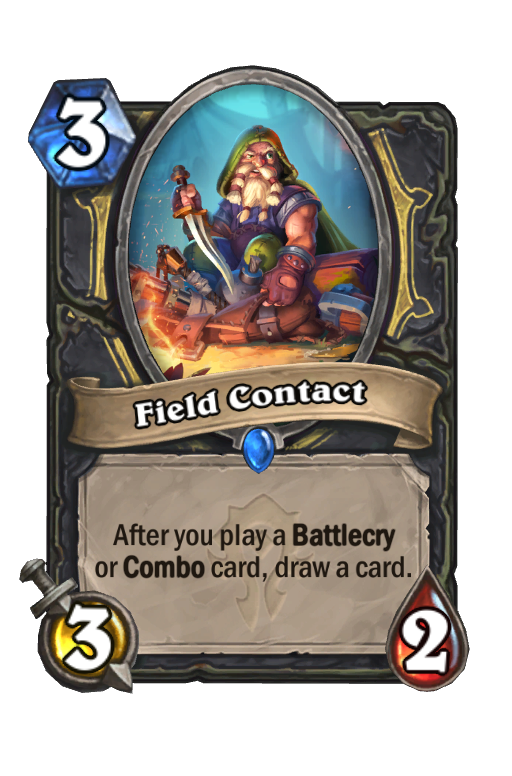 3
Field Contact
After you play a Battlecry
or Combo card, draw a card.
3
2